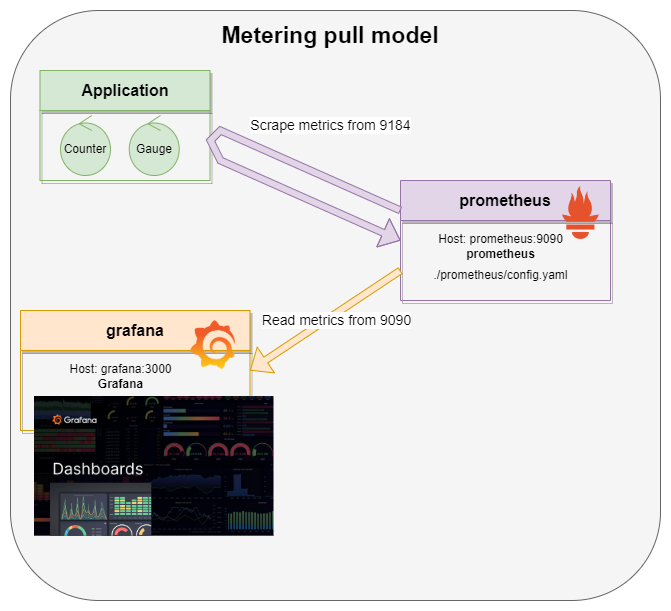 Metering pull model
Application
Counter
Gauge
Scrape metrics from 9184
prometheus
Host: prometheus:9090
prometheus
./prometheus/config.yaml
Read metrics from 9090
grafana
Host: grafana:3000
Grafana
Grafana
Dashboards